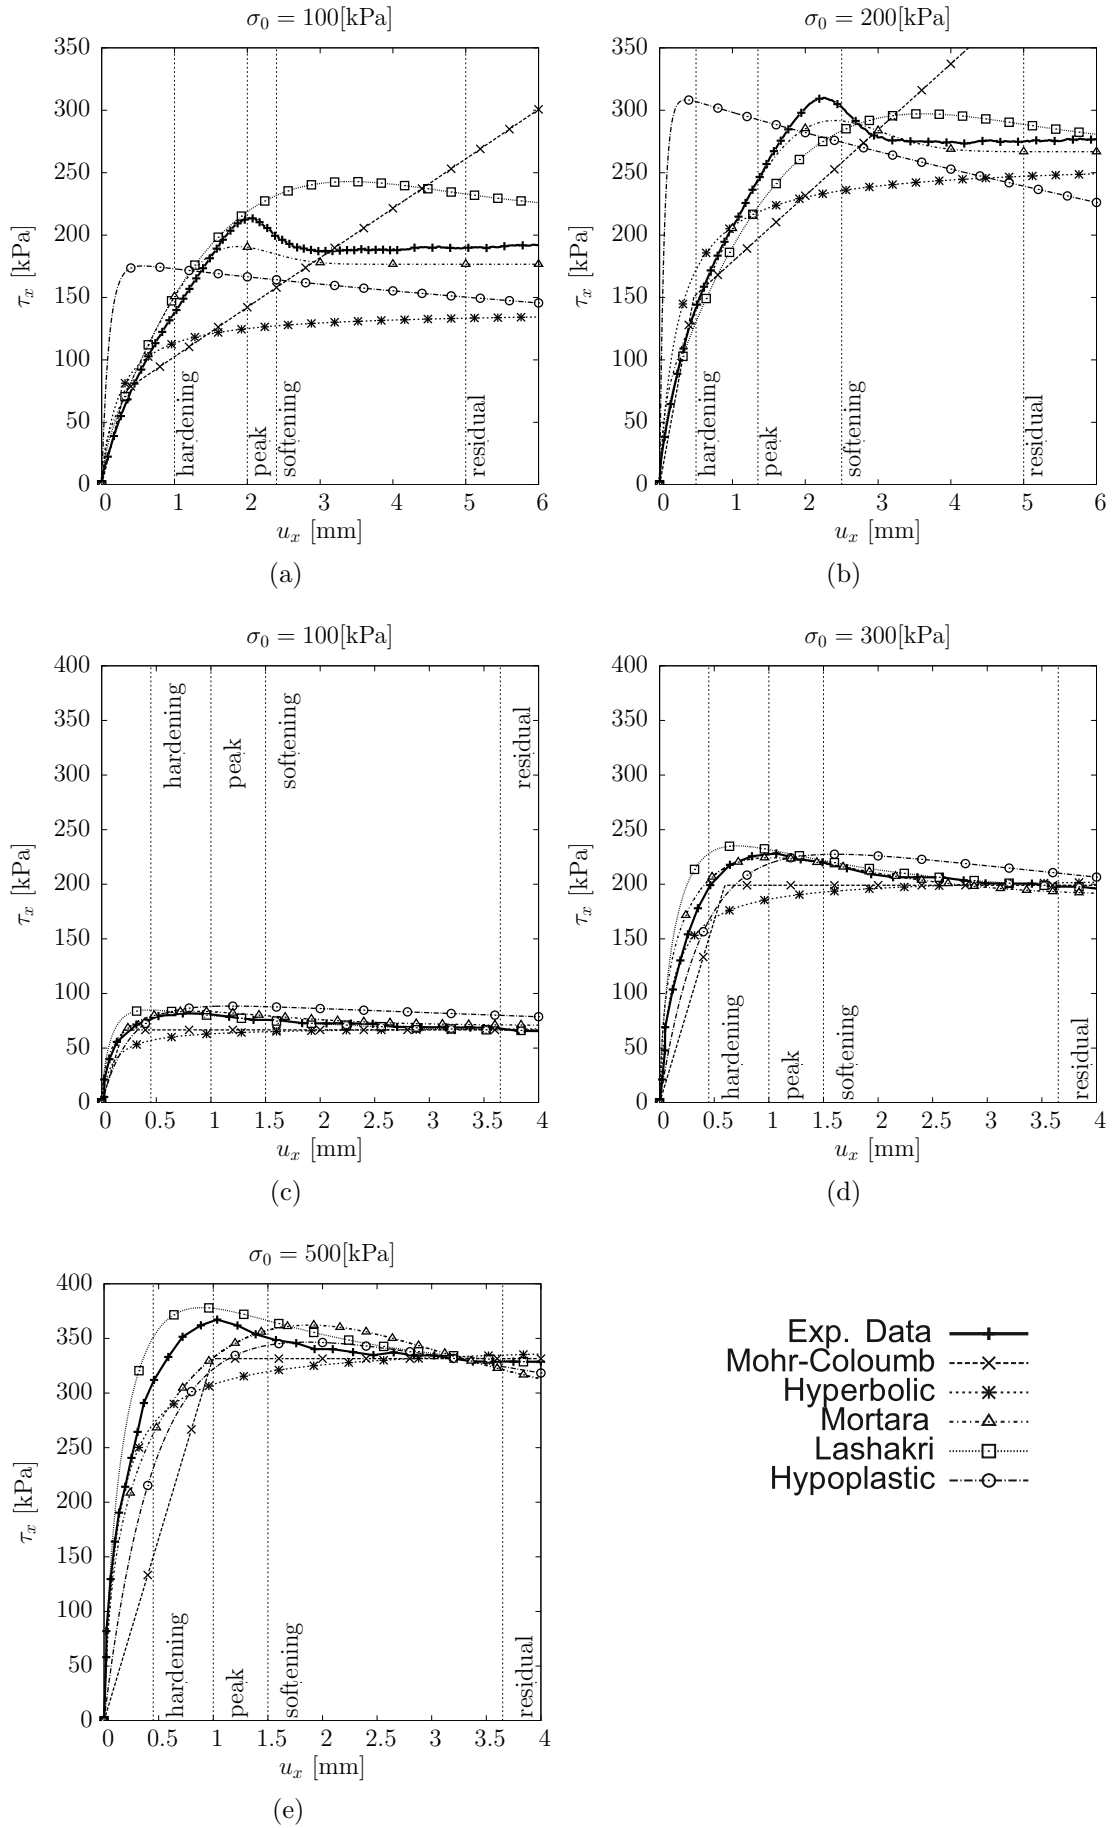 σ₀ = 100[kPa]
350
300
250
200
150
100
50
0
τₓ [kPa]
hardening
peak
softening
residual
0 1 2 3 4 5 6
uₓ [mm]
(a)
σ₀ = 200[kPa]
350
300
250
200
150
100
50
0
τₓ [kPa]
hardening
peak
softening
residual
0 1 2 3 4 5 6
uₓ [mm]
(b)
σ₀ = 100[kPa]
400
350
300
250
200
150
100
50
0
τₓ [kPa]
hardening
peak
softening
residual
0 0.5 1 1.5 2 2.5 3 3.5 4
uₓ [mm]
(c)
σ₀ = 300[kPa]
400
350
300
250
200
150
100
50
0
τₓ [kPa]
hardening
peak
softening
residual
0 0.5 1 1.5 2 2.5 3 3.5 4
uₓ [mm]
(d)
σ₀ = 500[kPa]
400
350
300
250
200
150
100
50
0
τₓ [kPa]
hardening
peak
softening
residual
0 0.5 1 1.5 2 2.5 3 3.5 4
uₓ [mm]
(e)
Exp. Data
Mohr-Coloumb
Hyperbolic
Mortara
Lashakri
Hypoplastic